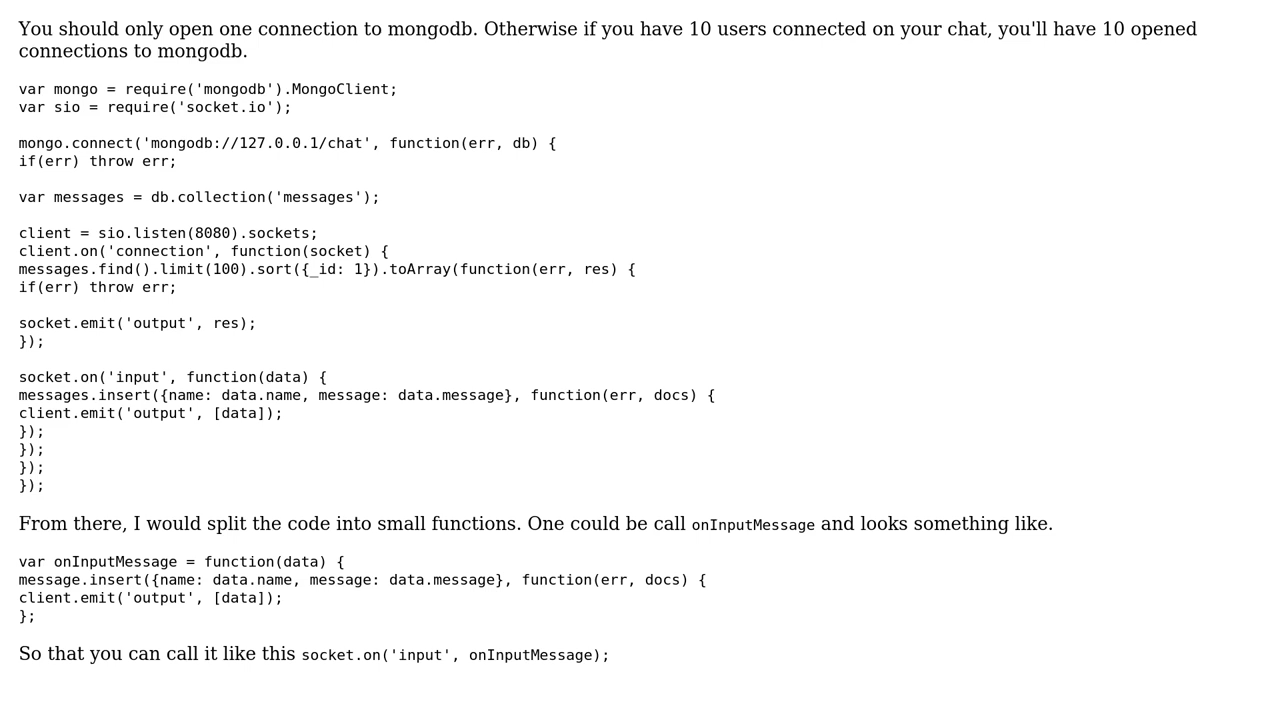 You should only open one connection to mongodb. Otherwise if you have 10 users connected on your chat, you'll have 10 opened
connections to mongodb.
var mongo = require('mongodb').MongoClient;
var sio = require('socket.io');
mongo.connect('mongodb://127.0.0.1/chat', function(err, db) {
if(err) throw err;
var messages = db.collection('messages');
client = sio.listen(8080).sockets;
client.on('connection', function(socket) {
messages.find().limit(100).sort({_id: 1}).toArray(function(err, res) {
if(err) throw err;
socket.emit('output', res);
});
socket.on('input', function(data) {
messages.insert({name: data.name, message: data.message}, function(err, docs) {
client.emit('output', [data]);
});
});
});
});
From there, I would split the code into small functions. One could be call onInputMessage and looks something like.
var onInputMessage = function(data) {
message.insert({name: data.name, message: data.message}, function(err, docs) {
client.emit('output', [data]);
};
So that you can call it like this socket.on('input', onInputMessage);